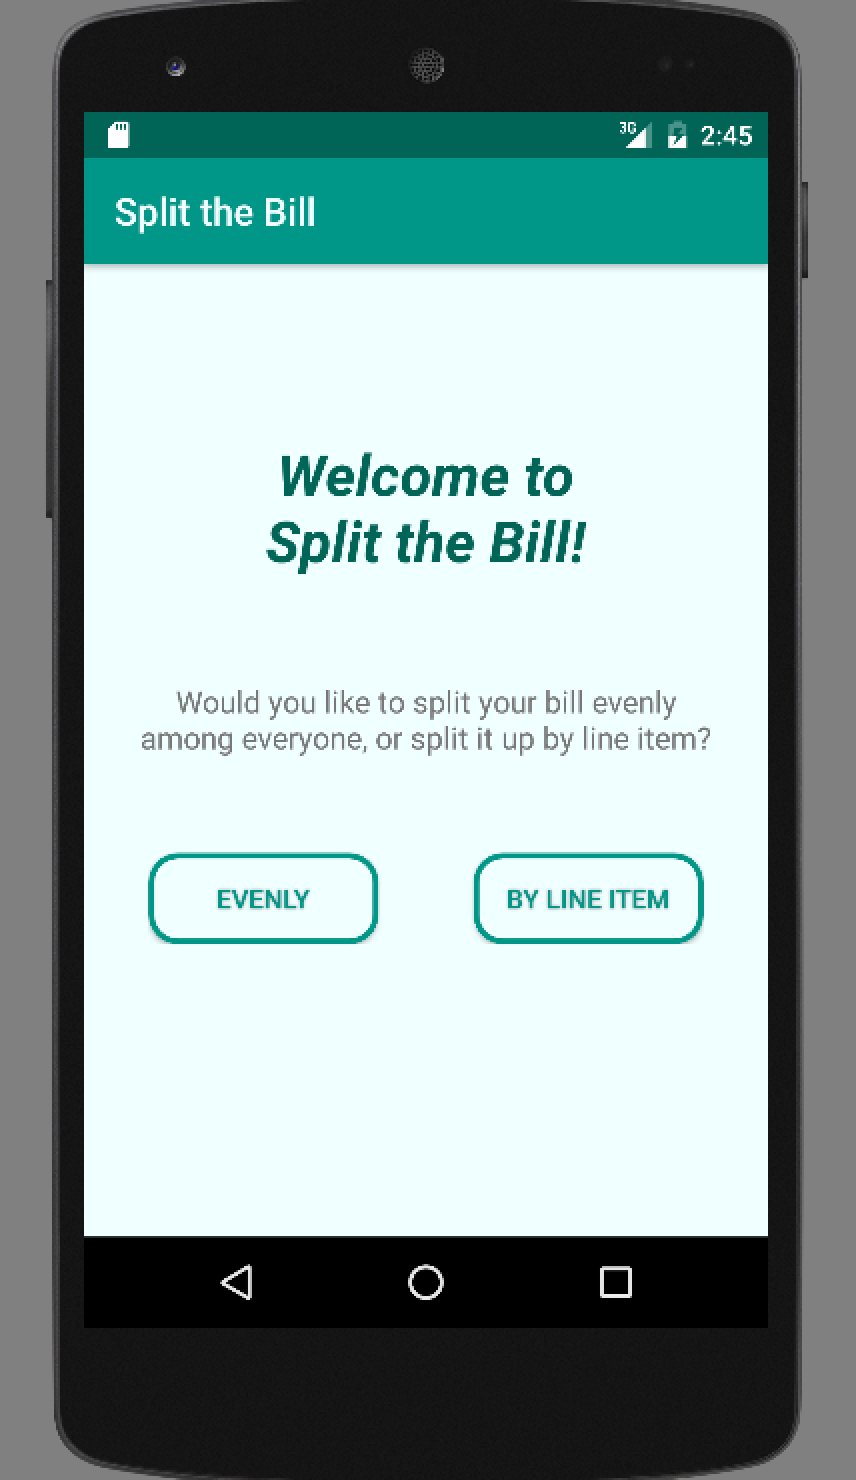 3G 2:45
Split the Bill
Welcome to
Split the Bill!
Would you like to split your bill evenly
among everyone, or split it up by line item?
EVENLY BY LINE ITEM